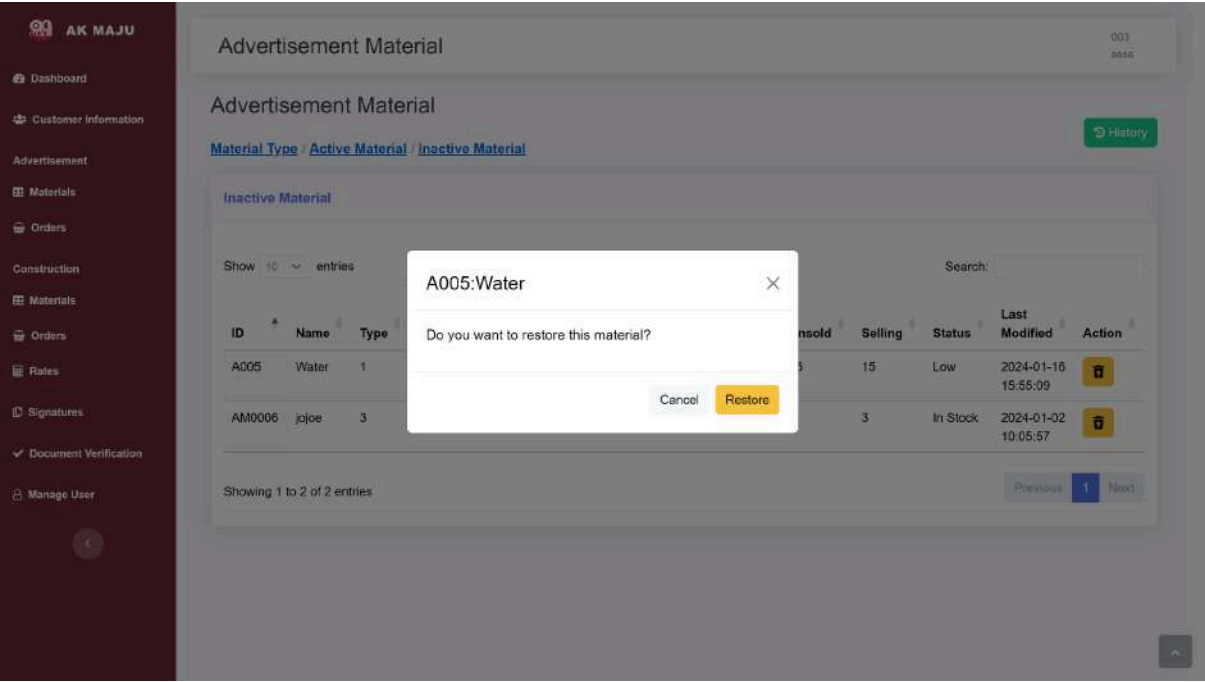 AK MAJU
Dashboard
Customer Information
Advertisement
Materials
Orders
Construction
Materials
Orders
Rates
Signatures
Document Verification
Manage User
Advertisement Material
003
Advertisement Material
History
Material Type / Active Material / Inactive Material
Inactive Material
Show 10 entries
Search:
A005:Water
Do you want to restore this material?
Cancel Restore
ID Name Type nsold Selling Status Last Modified Action
A005 Water 1 15 Low 2024-01-16
15:55:09
AM0006 jojoe 3 3 In Stock 2024-01-02
10:05:57
Showing 1 to 2 of 2 entries
Previous 1 Next